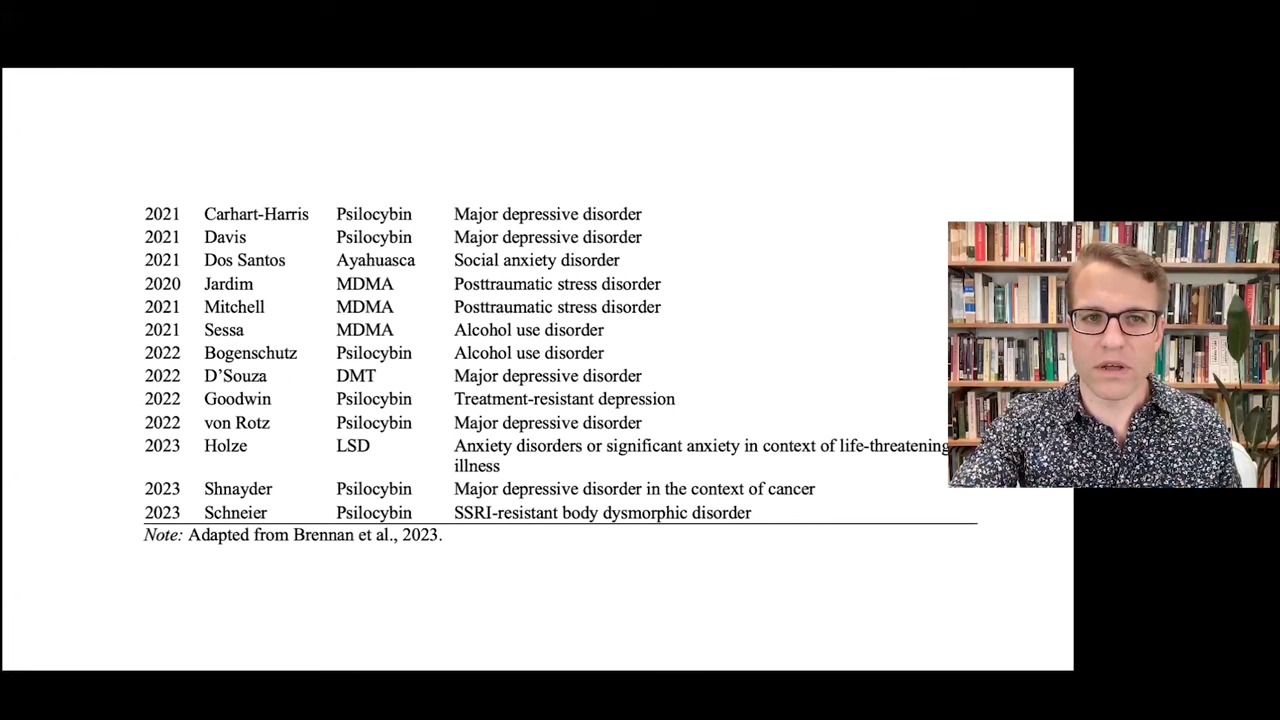 2021 Carhart-Harris Psilocybin Major depressive disorder
2021 Davis Psilocybin Major depressive disorder
2021 Dos Santos Ayahuasca Social anxiety disorder
2020 Jardim MDMA Posttraumatic stress disorder
2021 Mitchell MDMA Posttraumatic stress disorder
2021 Sessa MDMA Alcohol use disorder
2022 Bogenschutz Psilocybin Alcohol use disorder
2022 D’Souza DMT Major depressive disorder
2022 Goodwin Psilocybin Treatment-resistant depression
2022 von Rotz Psilocybin Major depressive disorder
2023 Holze LSD Anxiety disorders or significant anxiety in context of life-threatening
illness
2023 Shnayder Psilocybin Major depressive disorder in the context of cancer
2023 Schneier Psilocybin SSRI-resistant body dysmorphic disorder
Note: Adapted from Brennan et al., 2023.